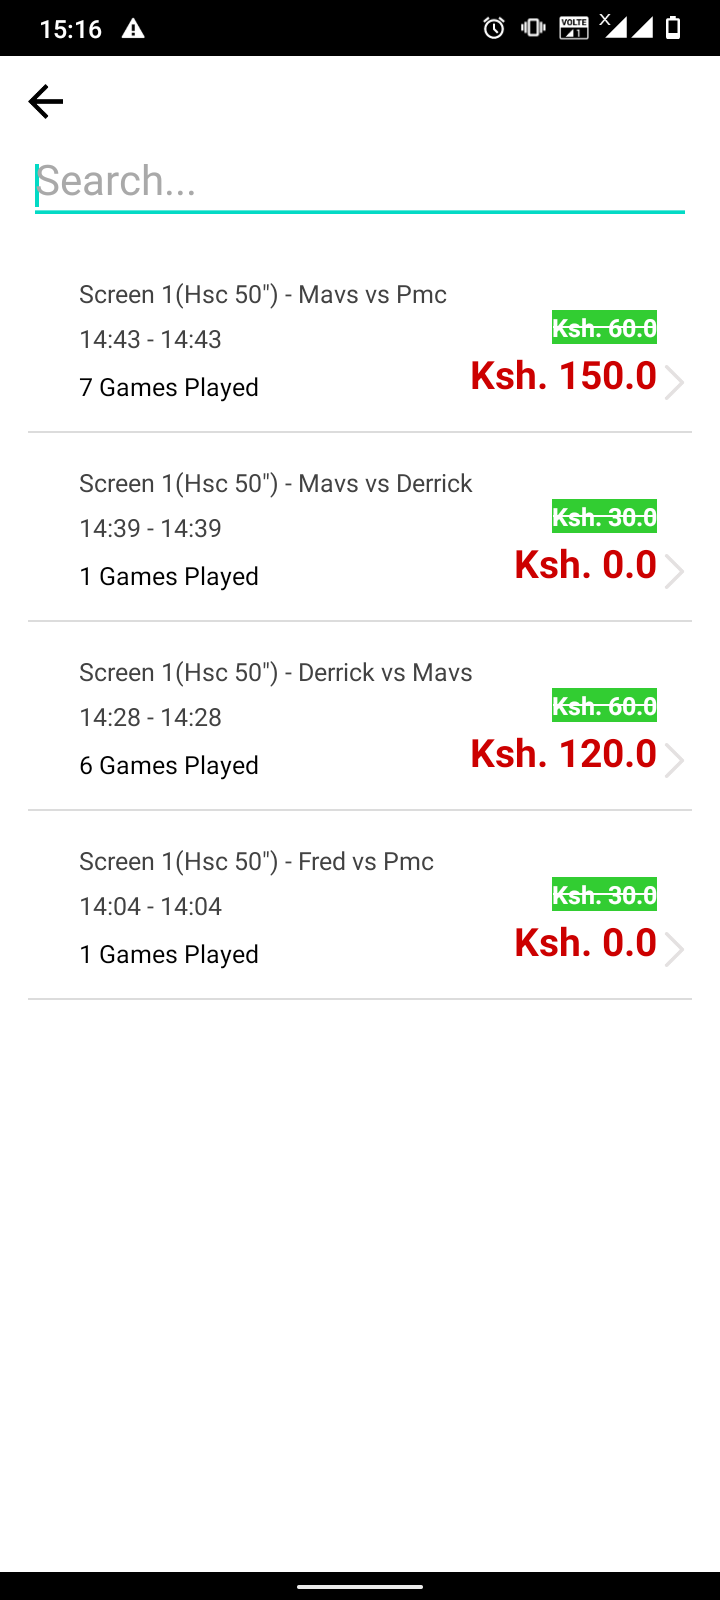 15:16
VOLTE
1
X
Search...
Screen 1(Hsc 50") - Mavs vs Pmc
Ksh. 60.0
14:43 - 14:43
Ksh. 150.0
7 Games Played
Screen 1(Hsc 50") - Mavs vs Derrick
Ksh. 30.0
14:39 - 14:39
Ksh. 0.0
1 Games Played
Screen 1(Hsc 50") - Derrick vs Mavs
Ksh. 60.0
14:28 - 14:28
Ksh. 120.0
6 Games Played
Screen 1(Hsc 50") - Fred vs Pmc
Ksh. 30.0
14:04 - 14:04
Ksh. 0.0
1 Games Played